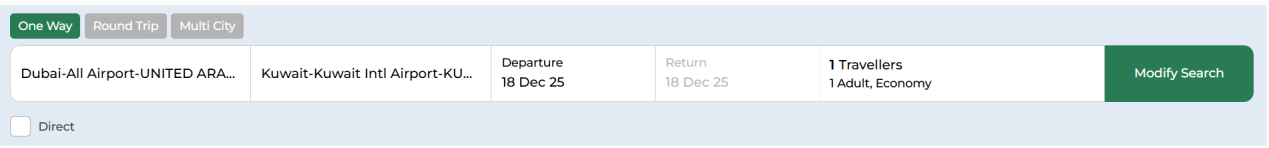 One Way Round Trip Multi City
Dubai-All Airport-UNITED ARA...
Kuwait-Kuwait Intl Airport-KU...
Departure
18 Dec 25
Return
18 Dec 25
1 Travellers
1 Adult, Economy
Modify Search
Direct